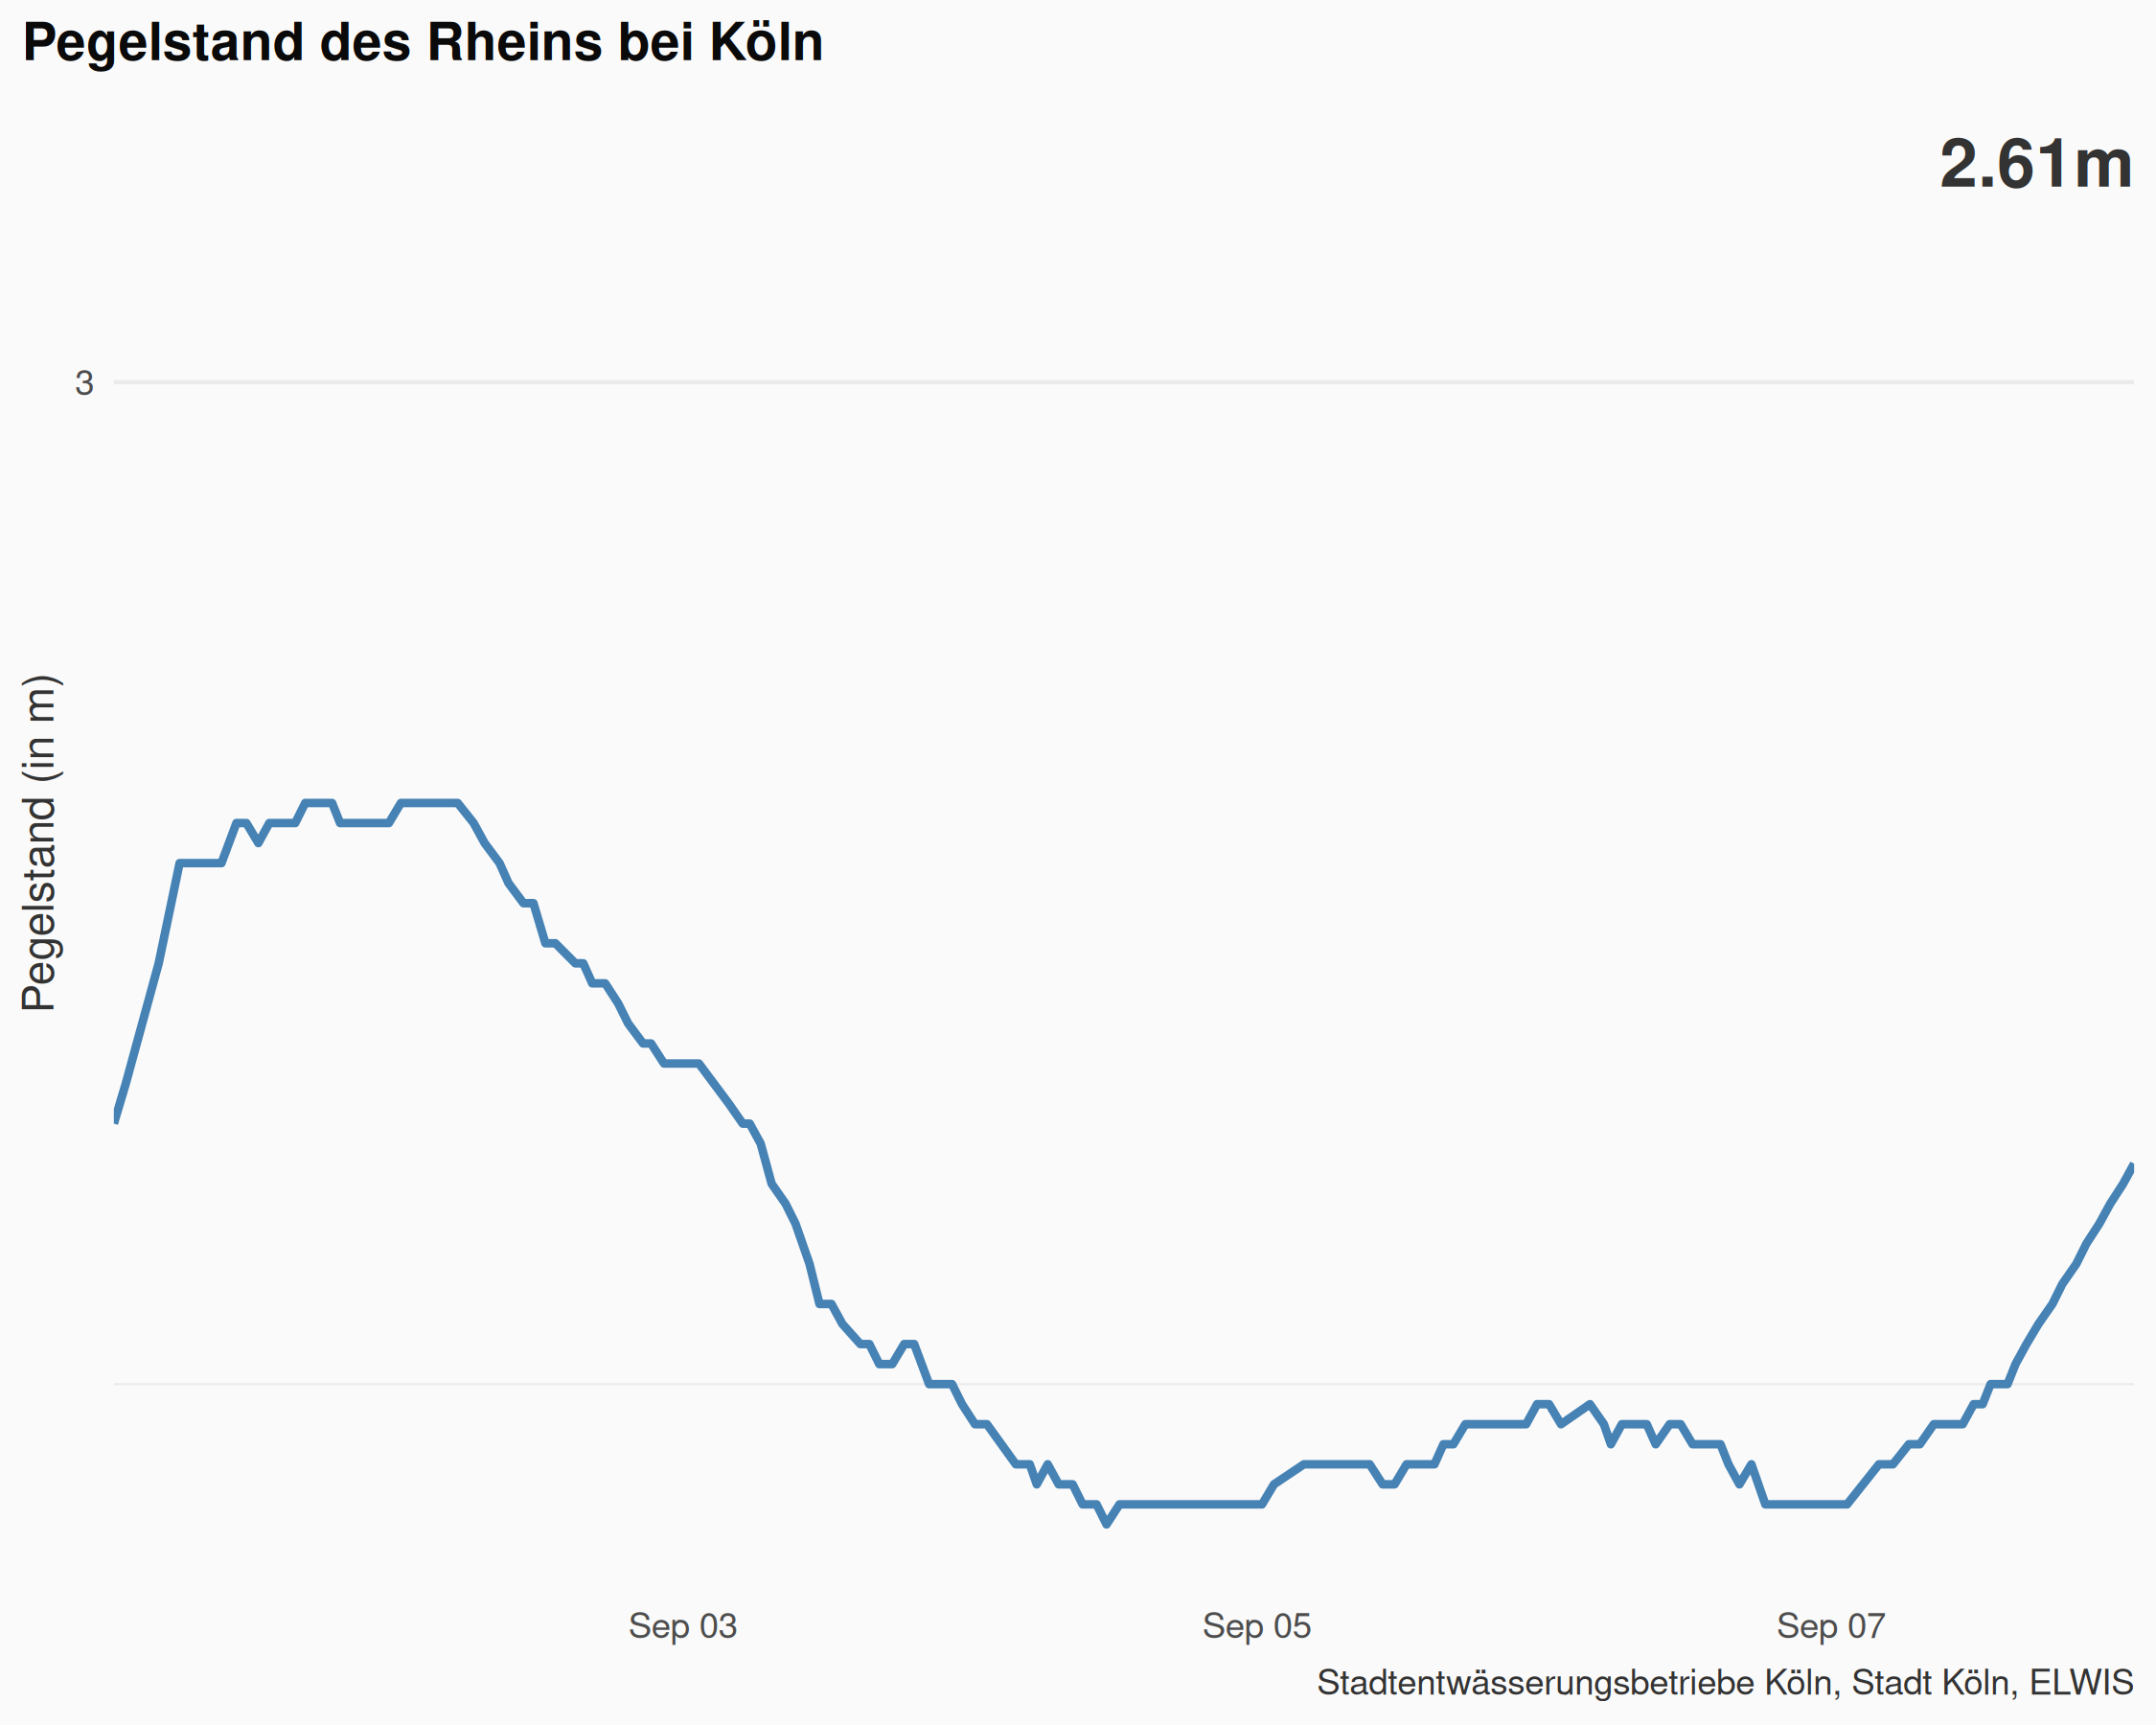 Pegelstand des Rheins bei Köln
2.61m
3
Pegelstand (in m)
Sep 03
Sep 05
Sep 07
Stadtentwässerungsbetriebe Köln, Stadt Köln, ELWIS